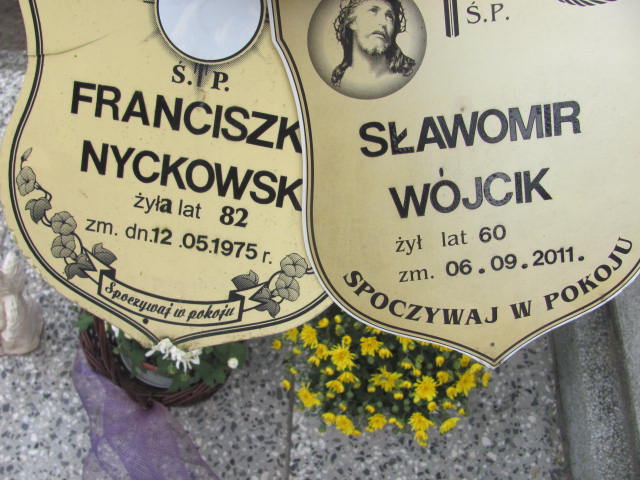 Ś. P.
FRANCISZK
NYCKOWSK
żyła lat 82
zm. dn. 12 .05.1975 r.
Spoczywaj w pokoju
Ś.P.
SŁAWOMIR
WÓJCIK
żył lat 60
zm. 06.09.2011.
SPOCZYWAJ W POKOJU